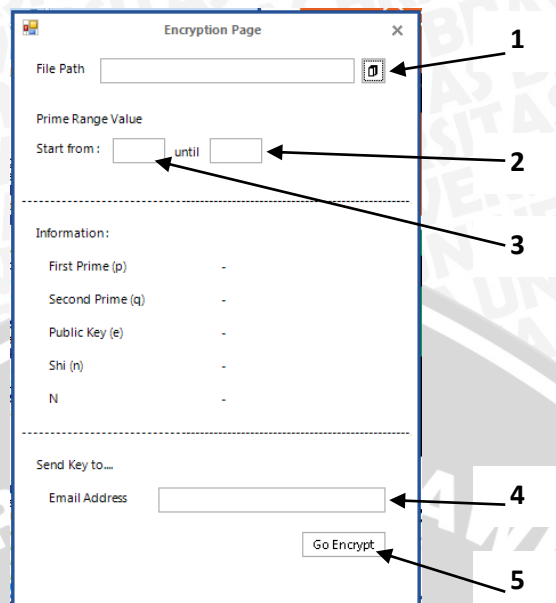 Encryption Page
1
File Path
Prime Range Value
Start from : until
2
3
Information :
First Prime (p) -
Second Prime (q) -
Public Key (e) -
Shi (n) -
N -
Send Key to....
Email Address
4
Go Encrypt
5